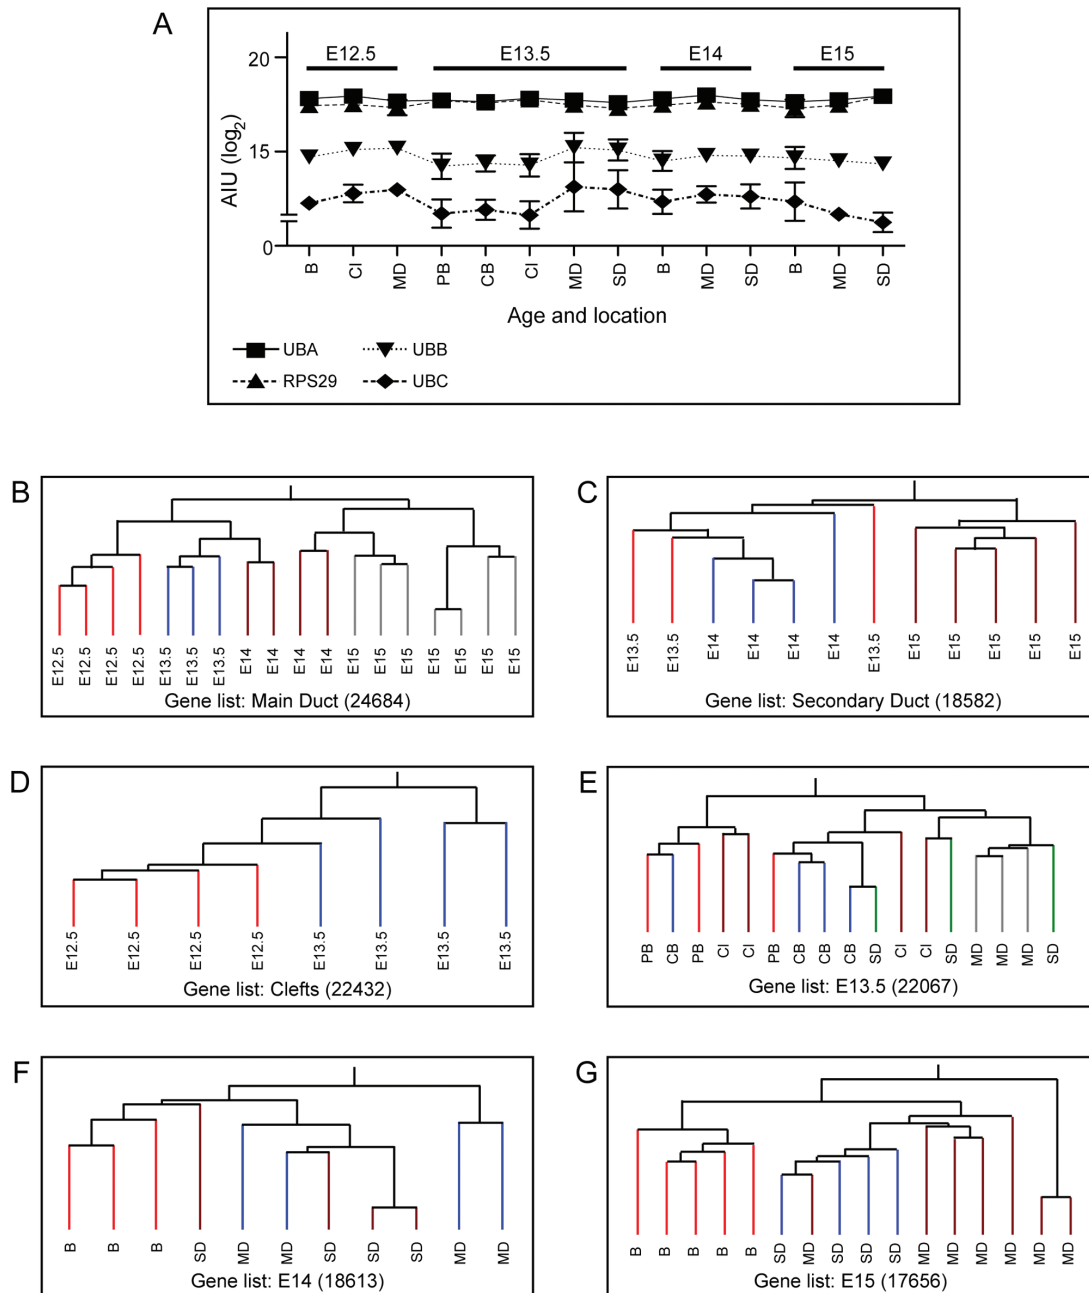 A
E12.5 E13.5 E14 E15
20
15
0
AIU (log2)
B CI MD PB CB CI MD SD B MD SD B MD SD
Age and location
UBA UBB
RPS29 UBC
B
E12.5 E12.5 E12.5 E12.5 E13.5 E13.5 E13.5 E14 E14 E14 E14 E15 E15 E15 E15 E15 E15 E15
Gene list: Main Duct (24684)
C
E13.5 E13.5 E14 E14 E14 E14 E13.5 E15 E15 E15 E15 E15
Gene list: Secondary Duct (18582)
D
E12.5 E12.5 E12.5 E12.5 E13.5 E13.5 E13.5 E13.5
Gene list: Clefts (22432)
E
PB CB PB CI CI PB CB CB CB SD CI CI SD MD MD MD SD
Gene list: E13.5 (22067)
F
B B B SD MD MD SD SD SD MD MD
Gene list: E14 (18613)
G
B B B B B SD MD SD SD SD MD MD MD MD MD MD
Gene list: E15 (17656)